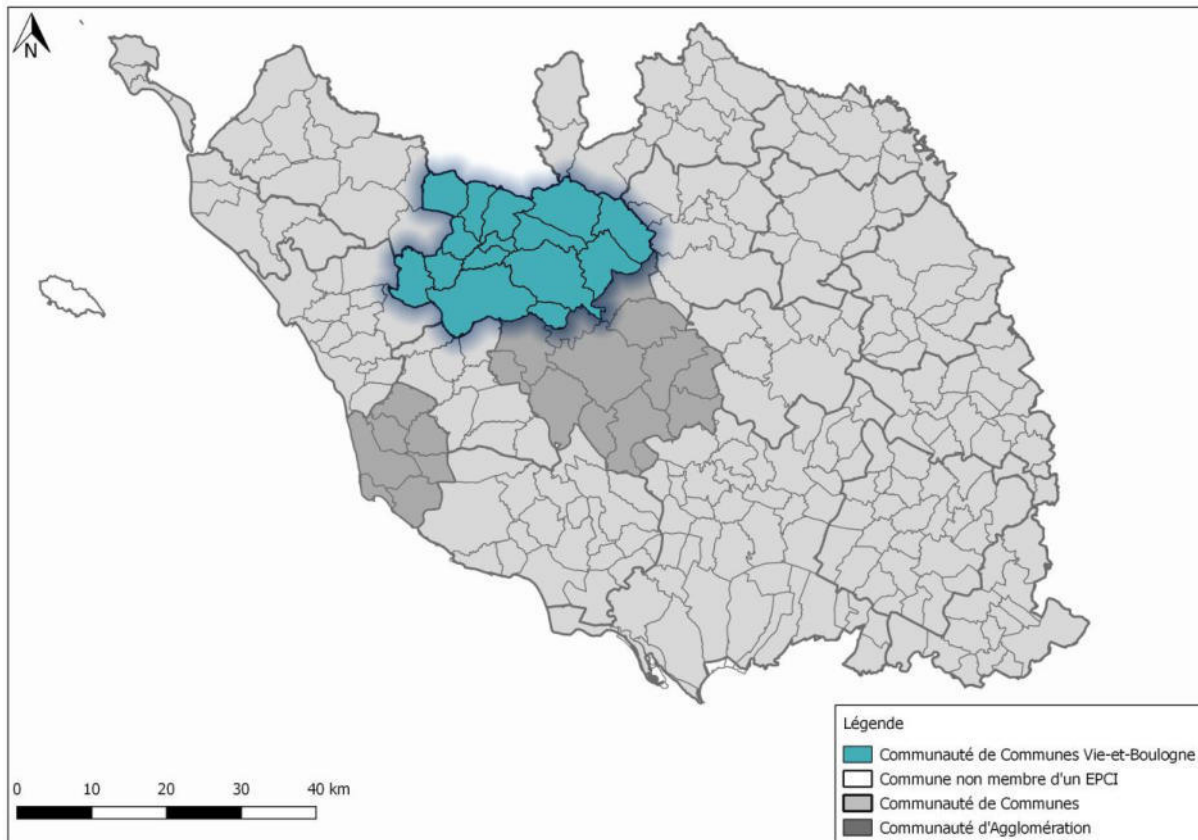 N
0 10 20 30 40 km
Légende
Communauté de Communes Vie-et-Boulogne
Commune non membre d'un EPCI
Communauté de Communes
Communauté d'Agglomération